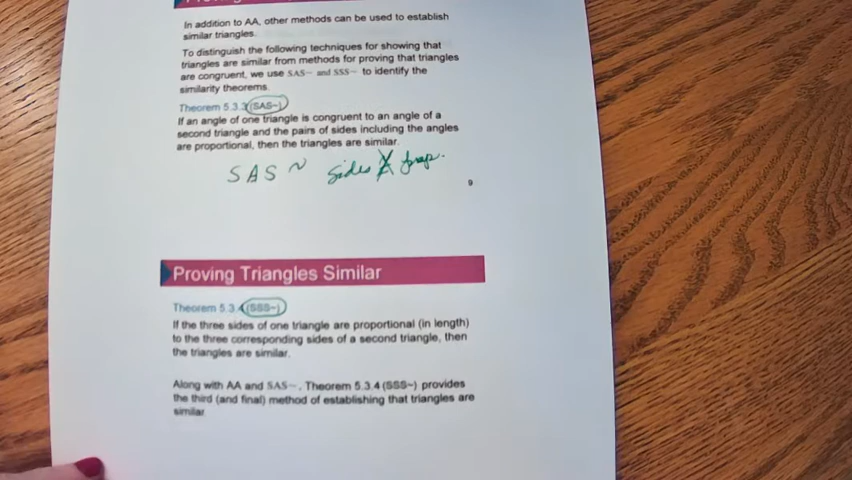 In addition to AA, other methods can be used to establish
similar triangles.
To distinguish the following techniques for showing that
triangles are similar from methods for proving that triangles
are congruent, we use SAS~ and SSS~ to identify the
similarity theorems.
Theorem 5.3.3 (SAS~)
If an angle of one triangle is congruent to an angle of a
second triangle and the pairs of sides including the angles
are proportional, then the triangles are similar.
SAS ~ sides prop.
9
Proving Triangles Similar
Theorem 5.3.4 (SSS~)
If the three sides of one triangle are proportional (in length)
to the three corresponding sides of a second triangle, then
the triangles are similar.
Along with AA and SAS~, Theorem 5.3.4 (SSS~) provides
the third (and final) method of establishing that triangles are
similar.